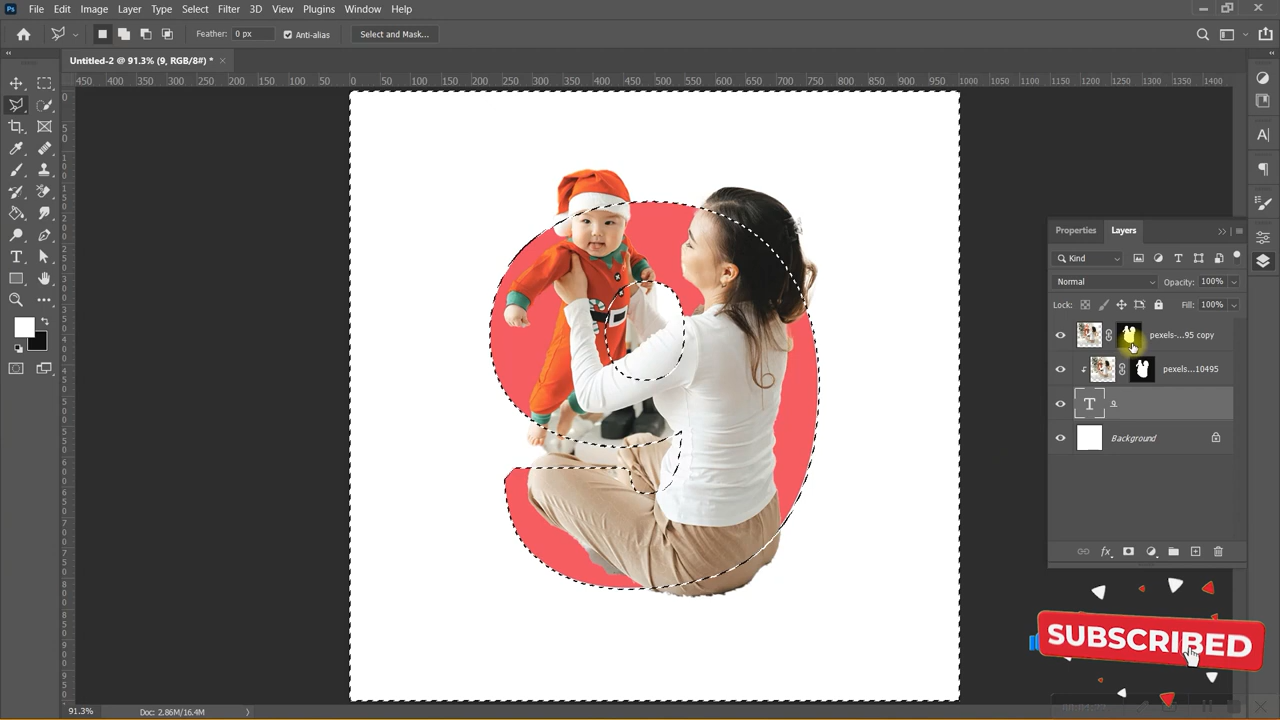 Ps File Edit Image Layer Type Select Filter 3D View Plugins Window Help
Feather: 0 px Anti-alias Select and Mask...
Untitled-2 @ 91.3% (9, RGB/8#) *
450 400 350 300 250 200 150 100 50 0 50 100 150 200 250 300 350 400 450 500 550 600 650 700 750 800 850 900 950 1000 1050 1100 1150 1200 1250 1300 1350 1400
Properties Layers
Kind
Normal Opacity: 100%
Lock: Fill: 100%
pexels-...95 copy
pexels...10495
T 9
Background
fx
SUBSCRIBED
91.3% Doc: 2.86M/16.4M